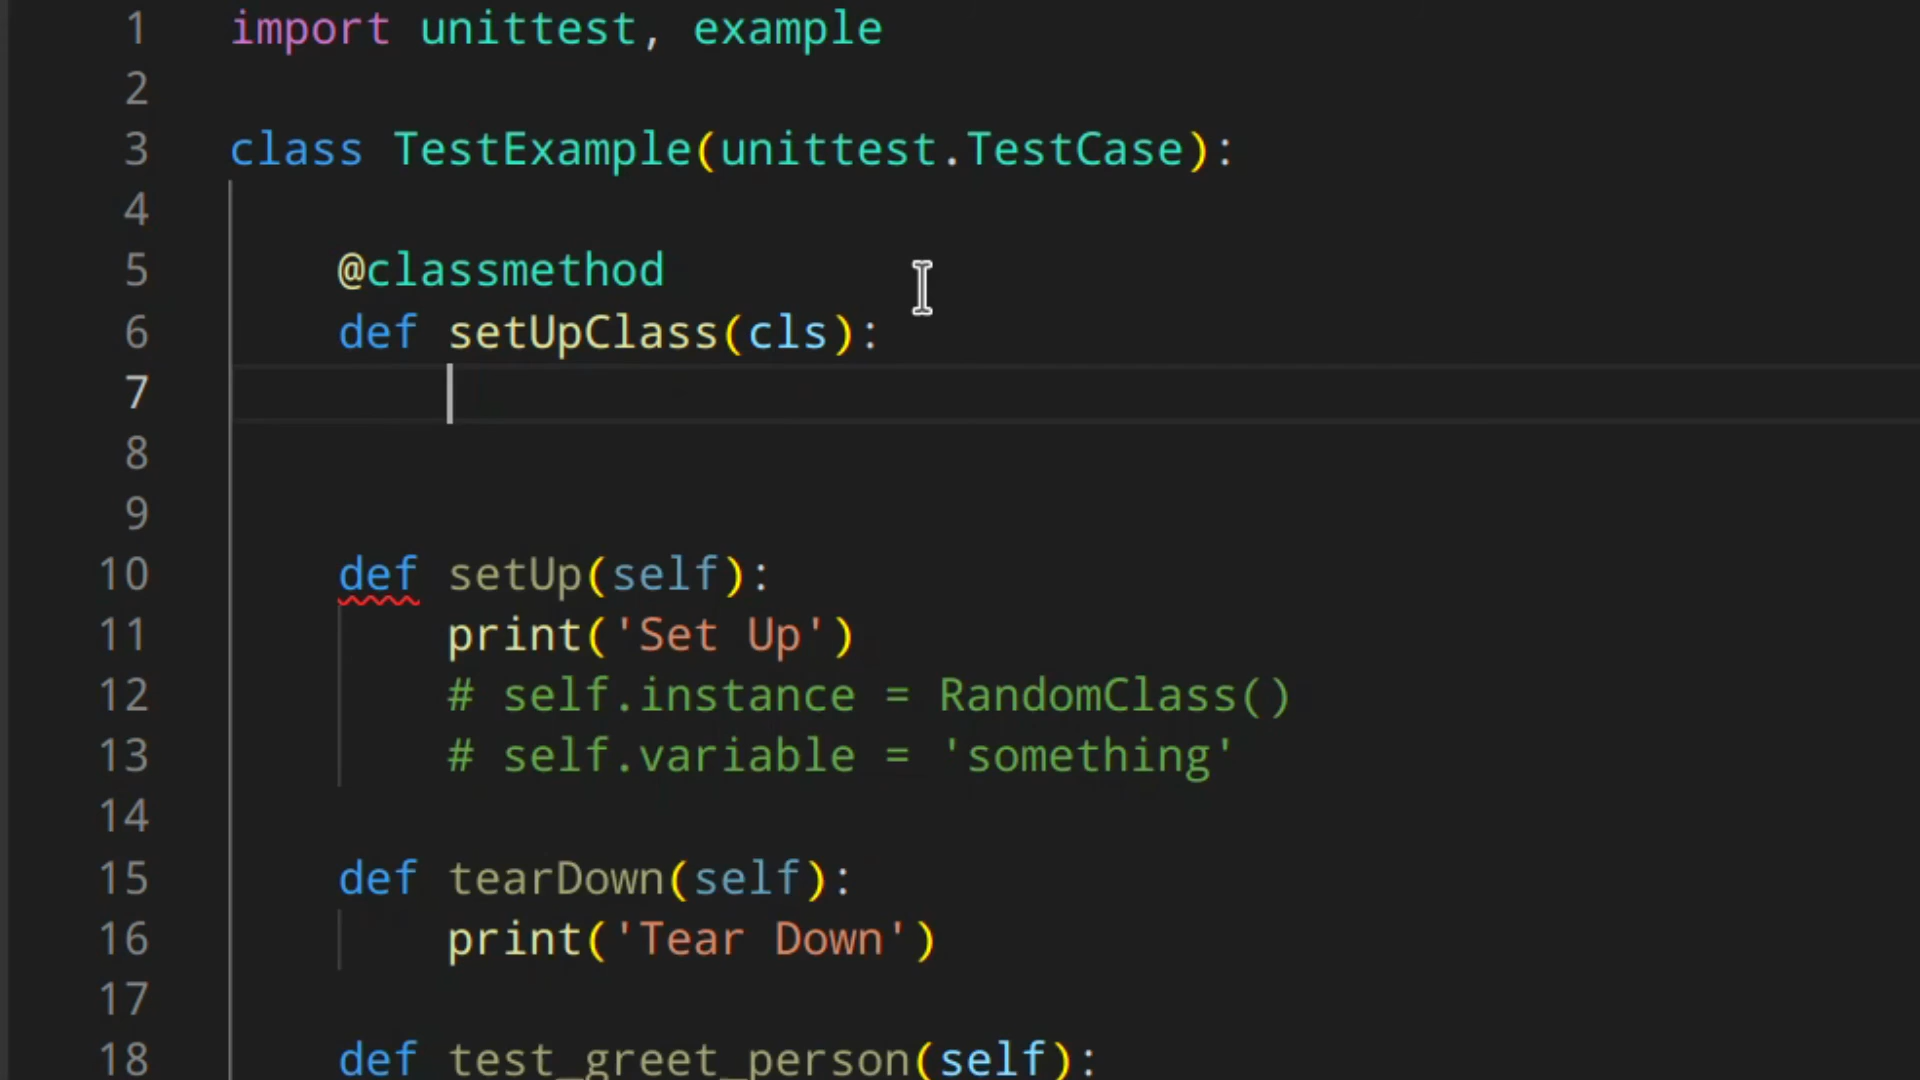 1 import unittest, example
2
3 class TestExample(unittest.TestCase):
4
5 @classmethod
6 def setUpClass(cls):
7
8
9
10 def setUp(self):
11 print('Set Up')
12 # self.instance = RandomClass()
13 # self.variable = 'something'
14
15 def tearDown(self):
16 print('Tear Down')
17
18 def test_greet_person(self):